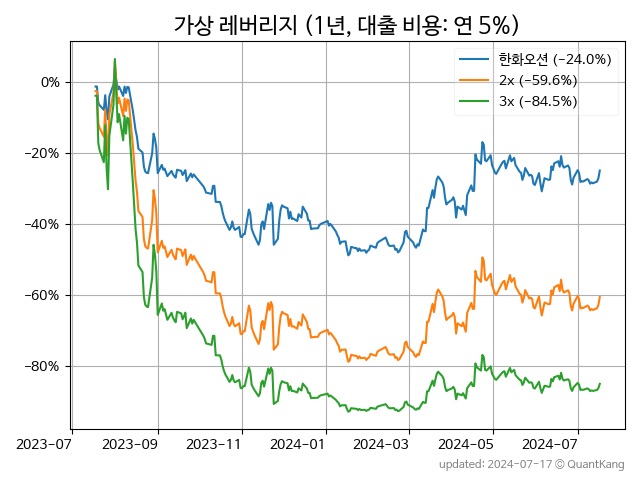 가상 레버리지 (1년, 대출 비용: 연 5%)
한화오션 (−24.0%)
2x (−59.6%)
3x (−84.5%)
0%
−20%
−40%
−60%
−80%
2023-07 2023-09 2023-11 2024-01 2024-03 2024-05 2024-07
updated: 2024-07-17 © QuantKang